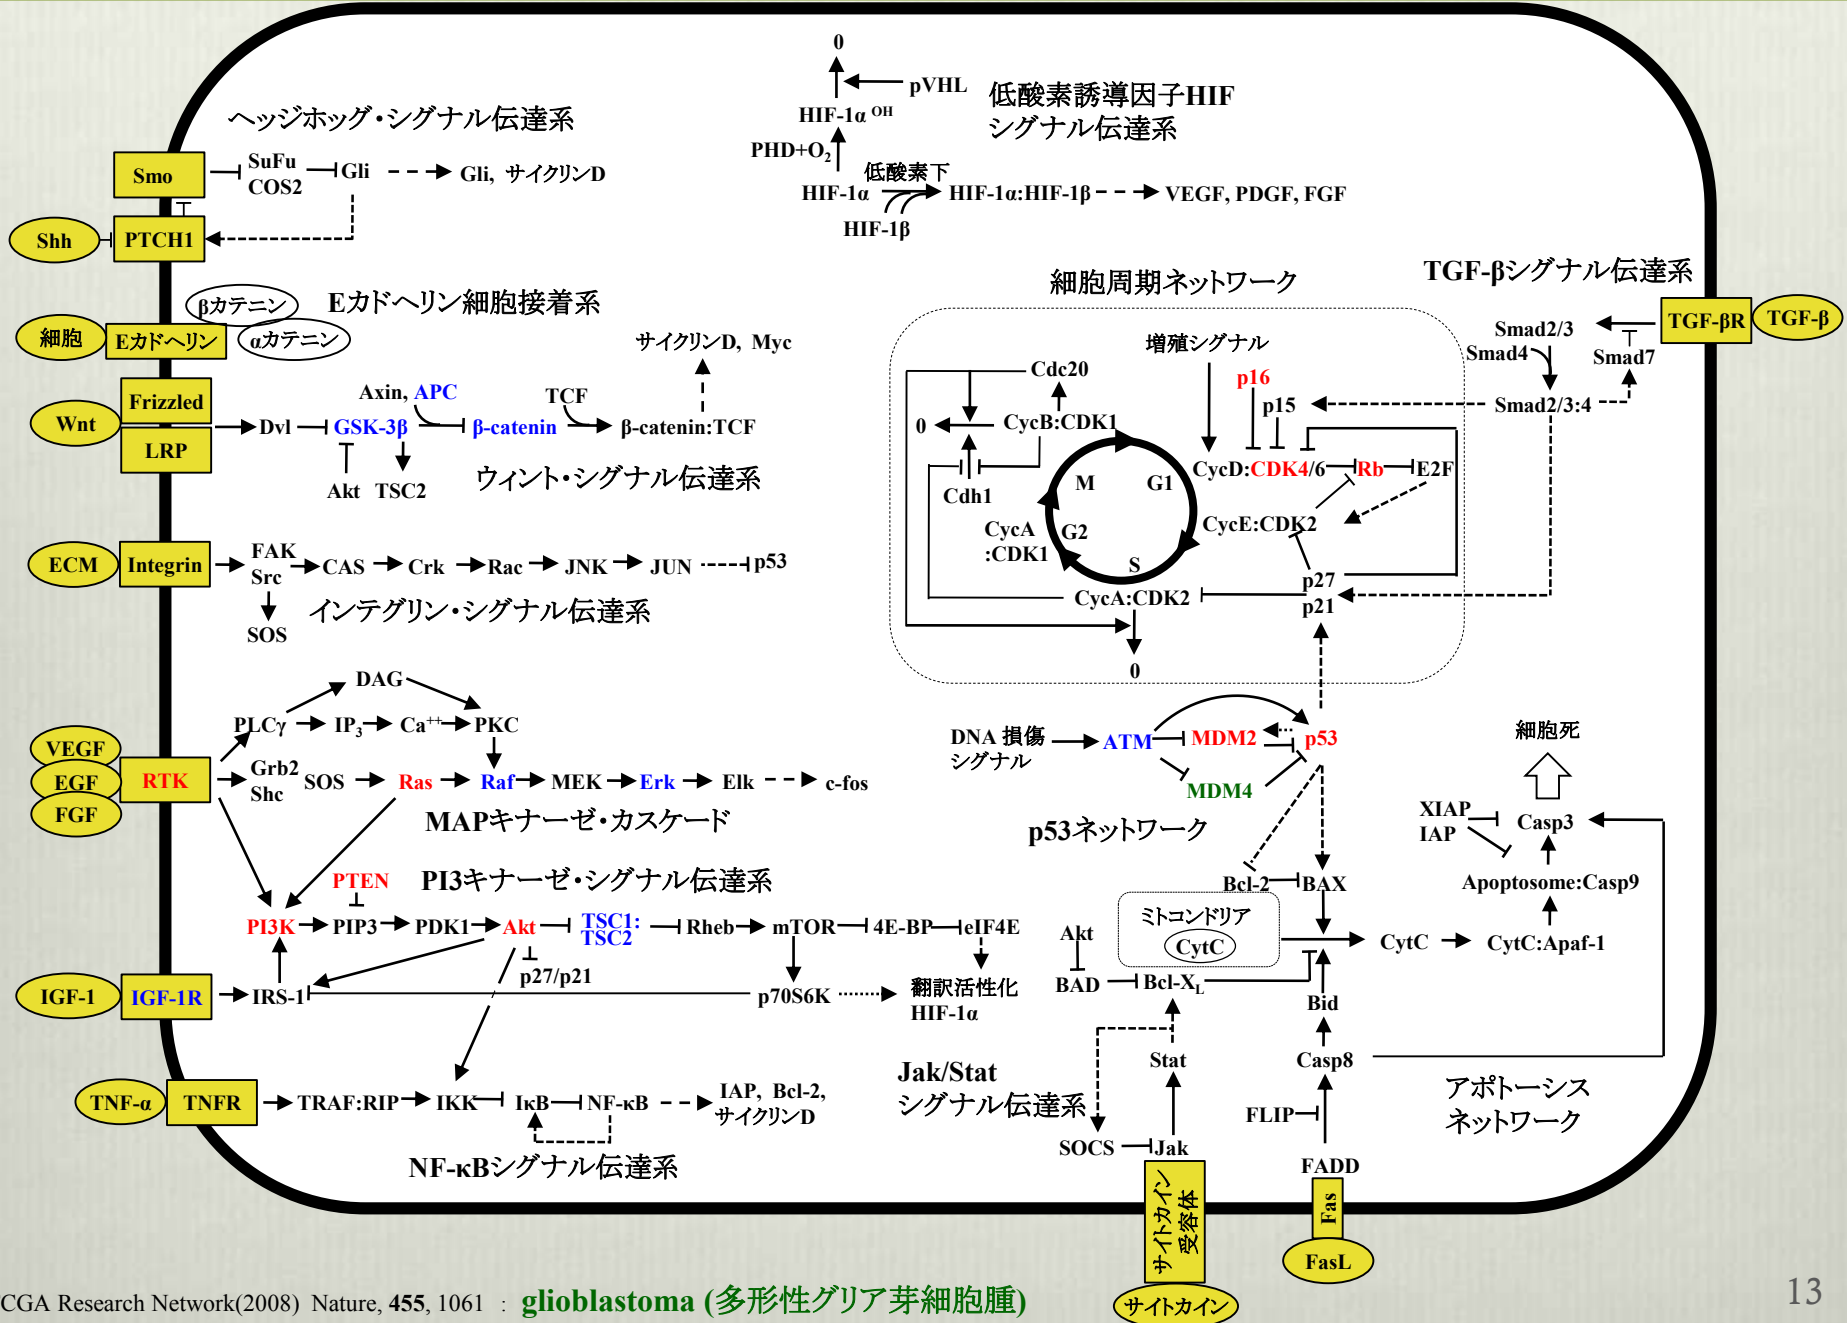 0
pVHL
HIF-1α OH
低酸素誘導因子HIF
シグナル伝達系
PHD+O2
低酸素下
HIF-1α
HIF-1α:HIF-1β
VEGF, PDGF, FGF
HIF-1β
ヘッジホッグ・シグナル伝達系
Smo
SuFu
COS2
Gli
Gli, サイクリンD
Shh
PTCH1
βカテニン
Eカドヘリン細胞接着系
細胞
Eカドヘリン
αカテニン
サイクリンD, Myc
Wnt
Frizzled
LRP
Dvl
GSK-3β
Axin, APC
β-catenin
TCF
β-catenin:TCF
Akt
TSC2
ウィント・シグナル伝達系
ECM
Integrin
FAK
Src
CAS
Crk
Rac
JNK
JUN
p53
SOS
インテグリン・シグナル伝達系
細胞周期ネットワーク
増殖シグナル
Cdc20
p16
p15
0
CycB:CDK1
CycD:CDK4/6
Rb
E2F
Cdh1
M
G1
CycA
:CDK1
G2
S
CycE:CDK2
p27
p21
CycA:CDK2
0
TGF-βシグナル伝達系
TGF-βR
TGF-β
Smad2/3
Smad4
Smad7
Smad2/3:4
DAG
PLCγ
IP3
Ca++
PKC
VEGF
EGF
FGF
RTK
Grb2
Shc
SOS
Ras
Raf
MEK
Erk
Elk
c-fos
MAPキナーゼ・カスケード
DNA 損傷
シグナル
ATM
MDM2
p53
MDM4
p53ネットワーク
細胞死
XIAP
IAP
Casp3
PTEN
PI3キナーゼ・シグナル伝達系
PI3K
PIP3
PDK1
Akt
TSC1:
TSC2
Rheb
mTOR
4E-BP
eIF4E
p27/p21
IGF-1
IGF-1R
IRS-1
p70S6K
翻訳活性化
HIF-1α
Bcl-2
BAX
Apoptosome:Casp9
ミトコンドリア
CytC
CytC
CytC:Apaf-1
Akt
BAD
Bcl-XL
Bid
Stat
Casp8
Jak/Stat
シグナル伝達系
アポトーシス
ネットワーク
FLIP
SOCS
Jak
FADD
TNF-α
TNFR
TRAF:RIP
IKK
IκB
NF-κB
IAP, Bcl-2,
サイクリンD
NF-κBシグナル伝達系
サイトカイン
受容体
サイトカイン
Fas
FasL
CGA Research Network(2008) Nature, 455, 1061 : glioblastoma (多形性グリア芽細胞腫)
13